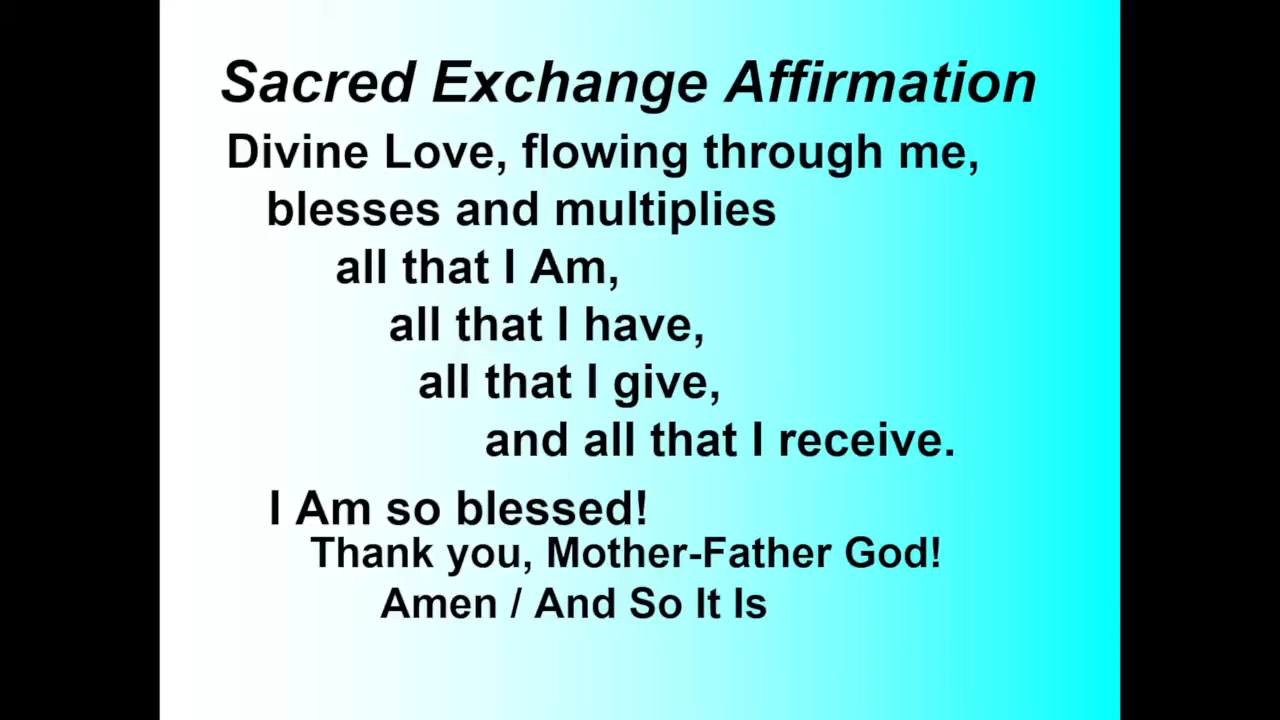 Sacred Exchange Affirmation
Divine Love, flowing through me,
blesses and multiplies
all that I Am,
all that I have,
all that I give,
and all that I receive.
I Am so blessed!
Thank you, Mother-Father God!
Amen / And So It Is